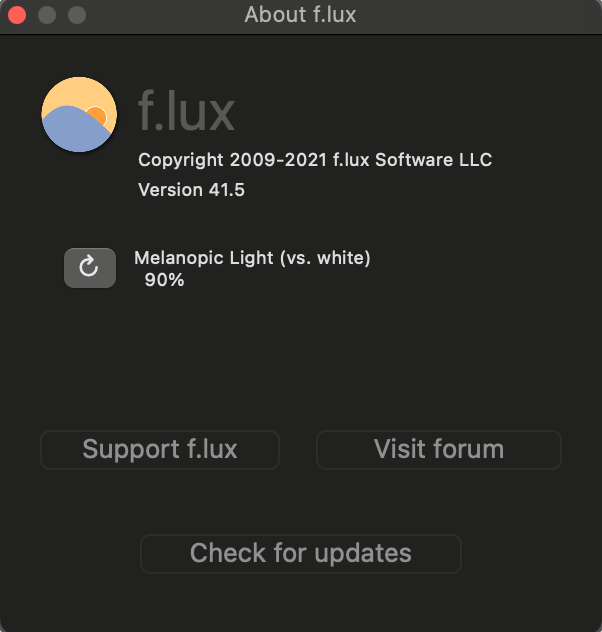 About f.lux
f.lux
Copyright 2009-2021 f.lux Software LLC
Version 41.5
Melanopic Light (vs. white)
90%
Support f.lux
Visit forum
Check for updates